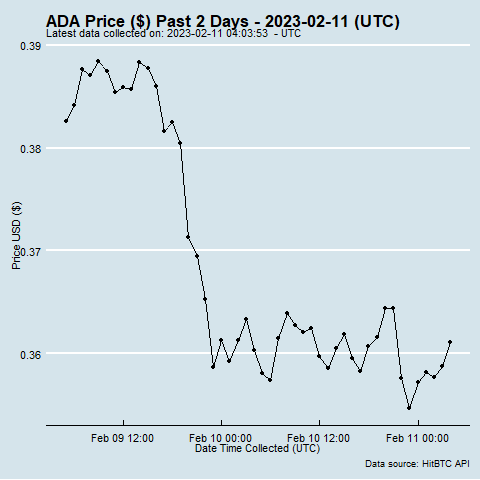 ADA Price ($) Past 2 Days - 2023-02-11 (UTC)
Latest data collected on: 2023-02-11 04:03:53 - UTC
0.39
0.38
0.37
0.36
Price USD ($)
Feb 09 12:00
Feb 10 00:00
Feb 10 12:00
Feb 11 00:00
Date Time Collected (UTC)
Data source: HitBTC API